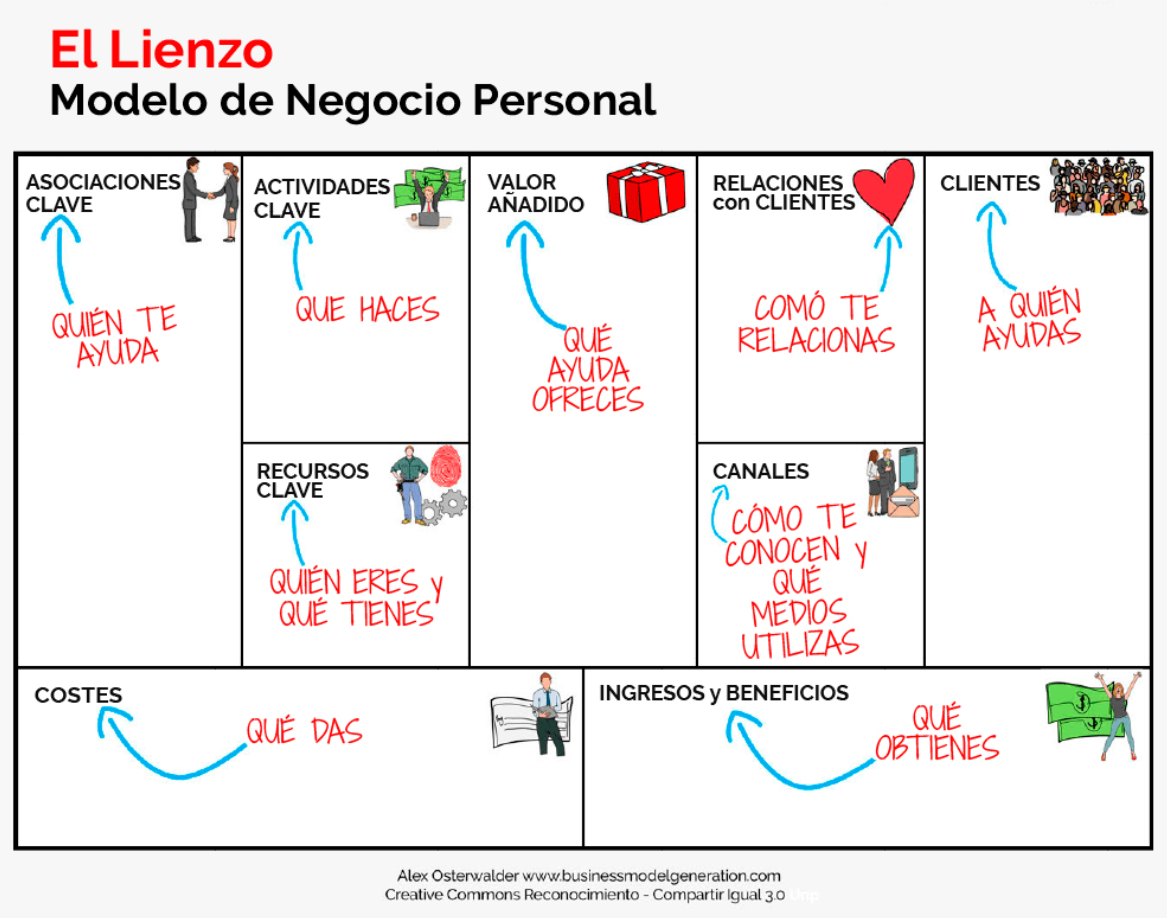 El Lienzo
Modelo de Negocio Personal
ASOCIACIONES
CLAVE
QUIÉN TE
AYUDA
ACTIVIDADES
CLAVE
QUE HACES
RECURSOS
CLAVE
QUIÉN ERES y
QUÉ TIENES
VALOR
AÑADIDO
QUÉ
AYUDA
OFRECES
RELACIONES
con CLIENTES
COMÓ TE
RELACIONAS
CANALES
CÓMO TE
CONOCEN y
QUÉ
MEDIOS
UTILIZAS
CLIENTES
A QUIÉN
AYUDAS
COSTES
QUÉ DAS
INGRESOS y BENEFICIOS
QUÉ
OBTIENES
Alex Osterwalder www.businessmodelgeneration.com
Creative Commons Reconocimiento - Compartir Igual 3.0 Unp